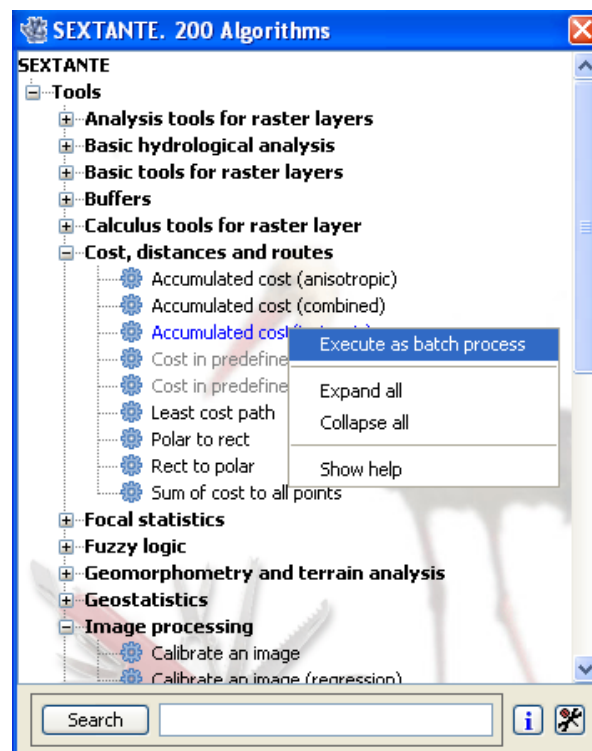 SEXTANTE. 200 Algorithms
SEXTANTE
Tools
Analysis tools for raster layers
Basic hydrological analysis
Basic tools for raster layers
Buffers
Calculus tools for raster layer
Cost, distances and routes
Accumulated cost (anisotropic)
Accumulated cost (combined)
Accumulated cost
Execute as batch process
Cost in predefine
Expand all
Cost in predefine
Least cost path
Collapse all
Polar to rect
Rect to polar
Show help
Sum of cost to all points
Focal statistics
Fuzzy logic
Geomorphometry and terrain analysis
Geostatistics
Image processing
Calibrate an image
Calibrate an image (regression)
Search
i